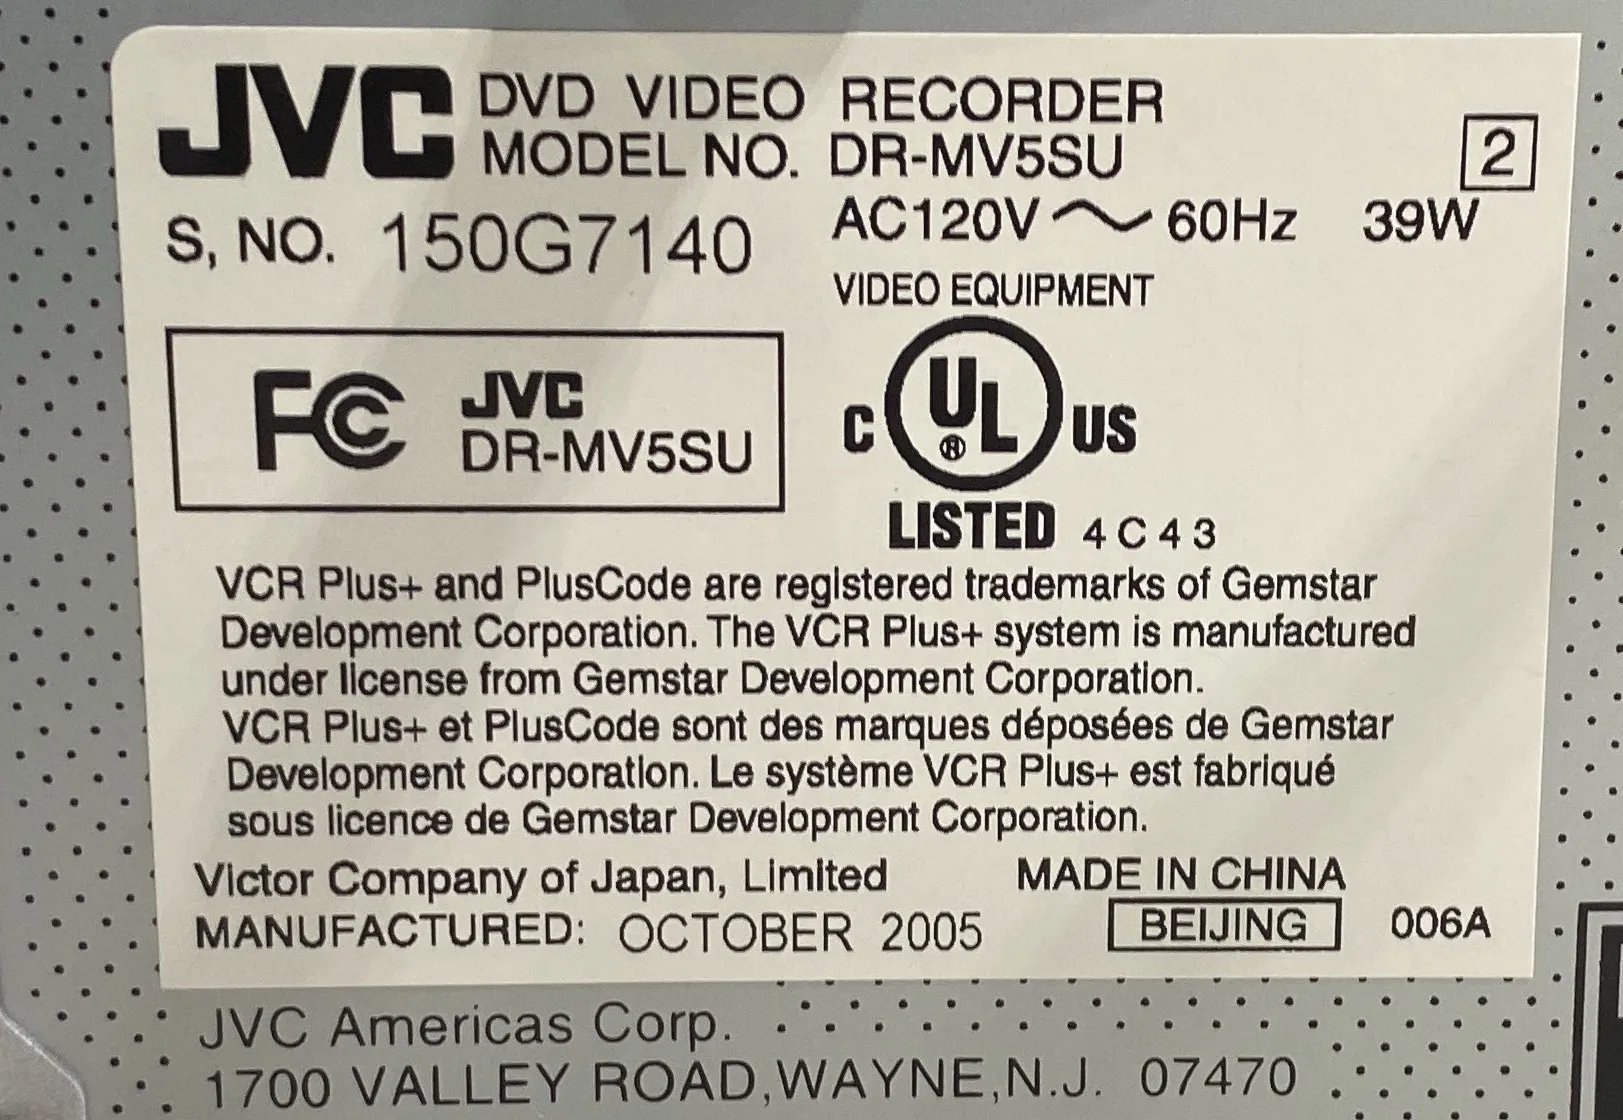 JVC DVD VIDEO RECORDER
MODEL NO. DR-MV5SU
2
S, NO. 150G7140
AC120V ～ 60Hz 39W
VIDEO EQUIPMENT
FC JVC
DR-MV5SU
C UL ® US
LISTED 4C43
VCR Plus+ and PlusCode are registered trademarks of Gemstar
Development Corporation. The VCR Plus+ system is manufactured
under license from Gemstar Development Corporation.
VCR Plus+ et PlusCode sont des marques déposées de Gemstar
Development Corporation. Le système VCR Plus+ est fabriqué
sous licence de Gemstar Development Corporation.
Victor Company of Japan, Limited MADE IN CHINA
MANUFACTURED: OCTOBER 2005 BEIJING 006A
JVC Americas Corp.
1700 VALLEY ROAD,WAYNE,N.J. 07470